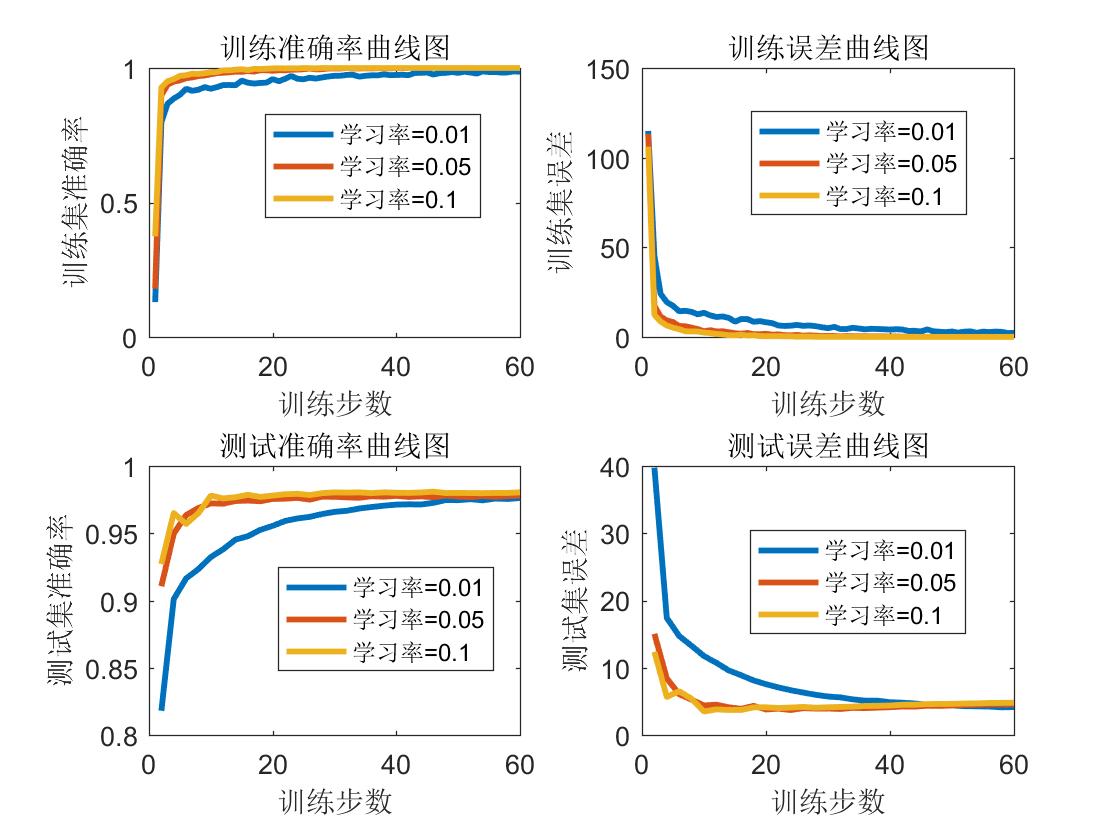 训练准确率曲线图
1
0.5
0
训练集准确率
学习率=0.01
学习率=0.05
学习率=0.1
0 20 40 60
训练步数
训练误差曲线图
150
100
50
0
训练集误差
学习率=0.01
学习率=0.05
学习率=0.1
0 20 40 60
训练步数
测试准确率曲线图
1
0.95
0.9
0.85
0.8
测试集准确率
学习率=0.01
学习率=0.05
学习率=0.1
0 20 40 60
训练步数
测试误差曲线图
40
30
20
10
0
测试集误差
学习率=0.01
学习率=0.05
学习率=0.1
0 20 40 60
训练步数